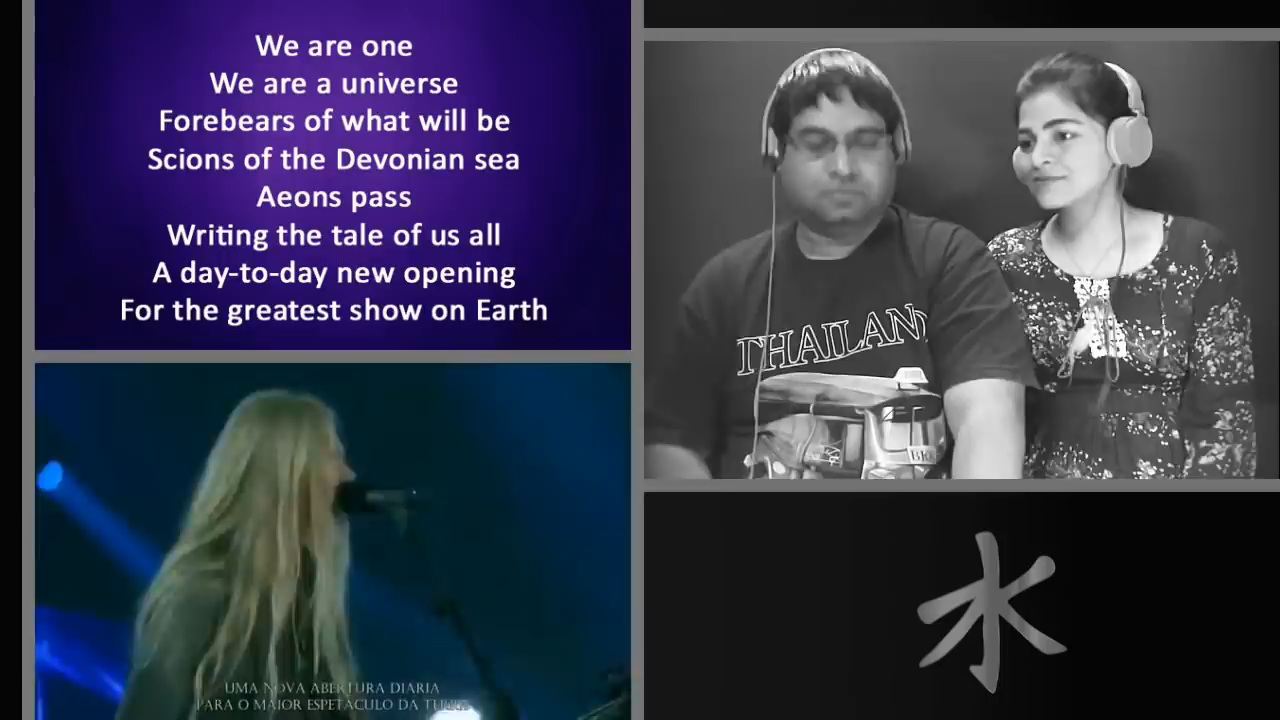 We are one
We are a universe
Forebears of what will be
Scions of the Devonian sea
Aeons pass
Writing the tale of us all
A day-to-day new opening
For the greatest show on Earth
THAILAND
BKK
UMA NOVA ABERTURA DIARIA
PARA O MAIOR ESPETACULO DA TERRA
水